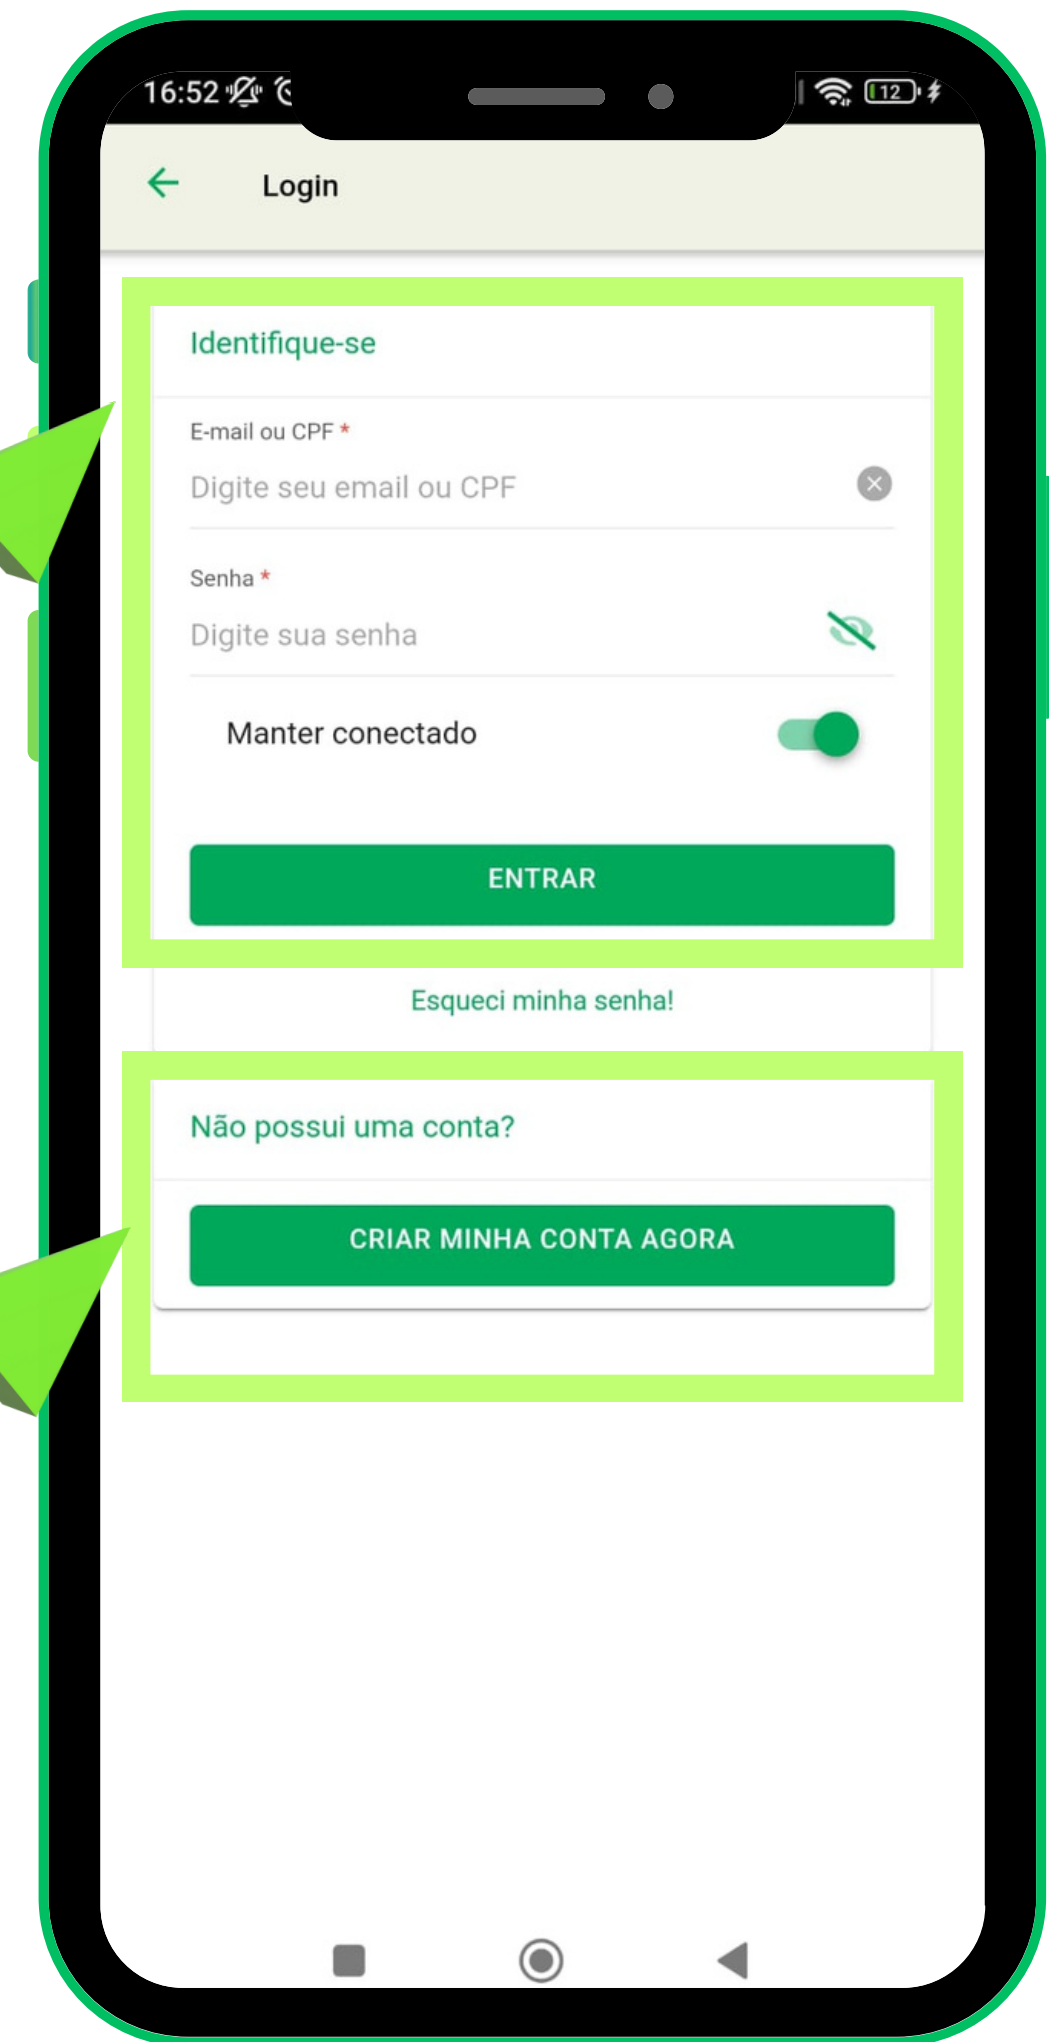 16:52
12
Login
Identifique-se
E-mail ou CPF *
Digite seu email ou CPF
Senha *
Digite sua senha
Manter conectado
ENTRAR
Esqueci minha senha!
Não possui uma conta?
CRIAR MINHA CONTA AGORA